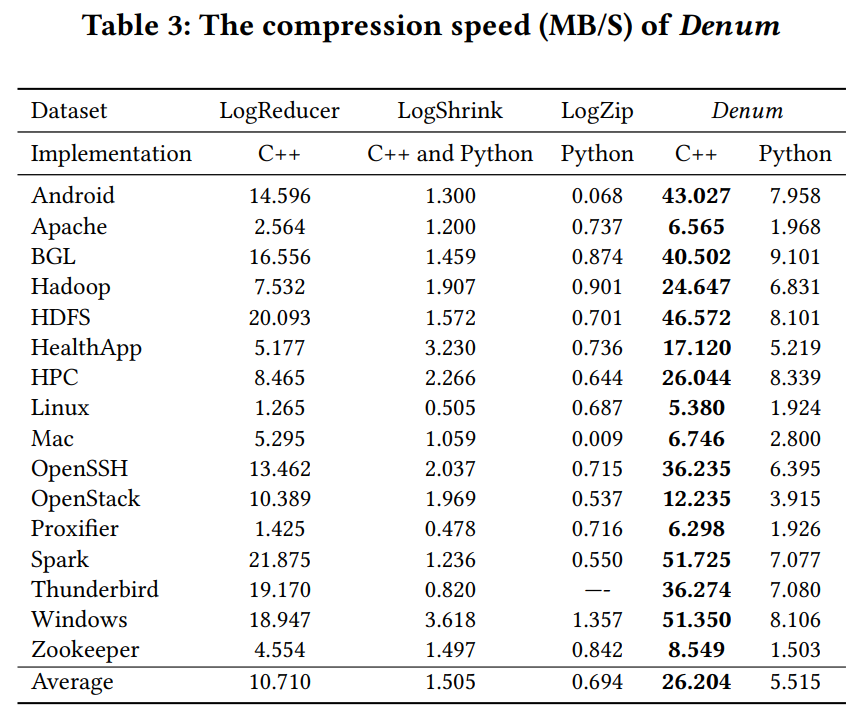 Table 3: The compression speed (MB/S) of Denum
Dataset LogReducer LogShrink LogZip Denum
Implementation C++ C++ and Python Python C++ Python
Android 14.596 1.300 0.068 43.027 7.958
Apache 2.564 1.200 0.737 6.565 1.968
BGL 16.556 1.459 0.874 40.502 9.101
Hadoop 7.532 1.907 0.901 24.647 6.831
HDFS 20.093 1.572 0.701 46.572 8.101
HealthApp 5.177 3.230 0.736 17.120 5.219
HPC 8.465 2.266 0.644 26.044 8.339
Linux 1.265 0.505 0.687 5.380 1.924
Mac 5.295 1.059 0.009 6.746 2.800
OpenSSH 13.462 2.037 0.715 36.235 6.395
OpenStack 10.389 1.969 0.537 12.235 3.915
Proxifier 1.425 0.478 0.716 6.298 1.926
Spark 21.875 1.236 0.550 51.725 7.077
Thunderbird 19.170 0.820 —- 36.274 7.080
Windows 18.947 3.618 1.357 51.350 8.106
Zookeeper 4.554 1.497 0.842 8.549 1.503
Average 10.710 1.505 0.694 26.204 5.515